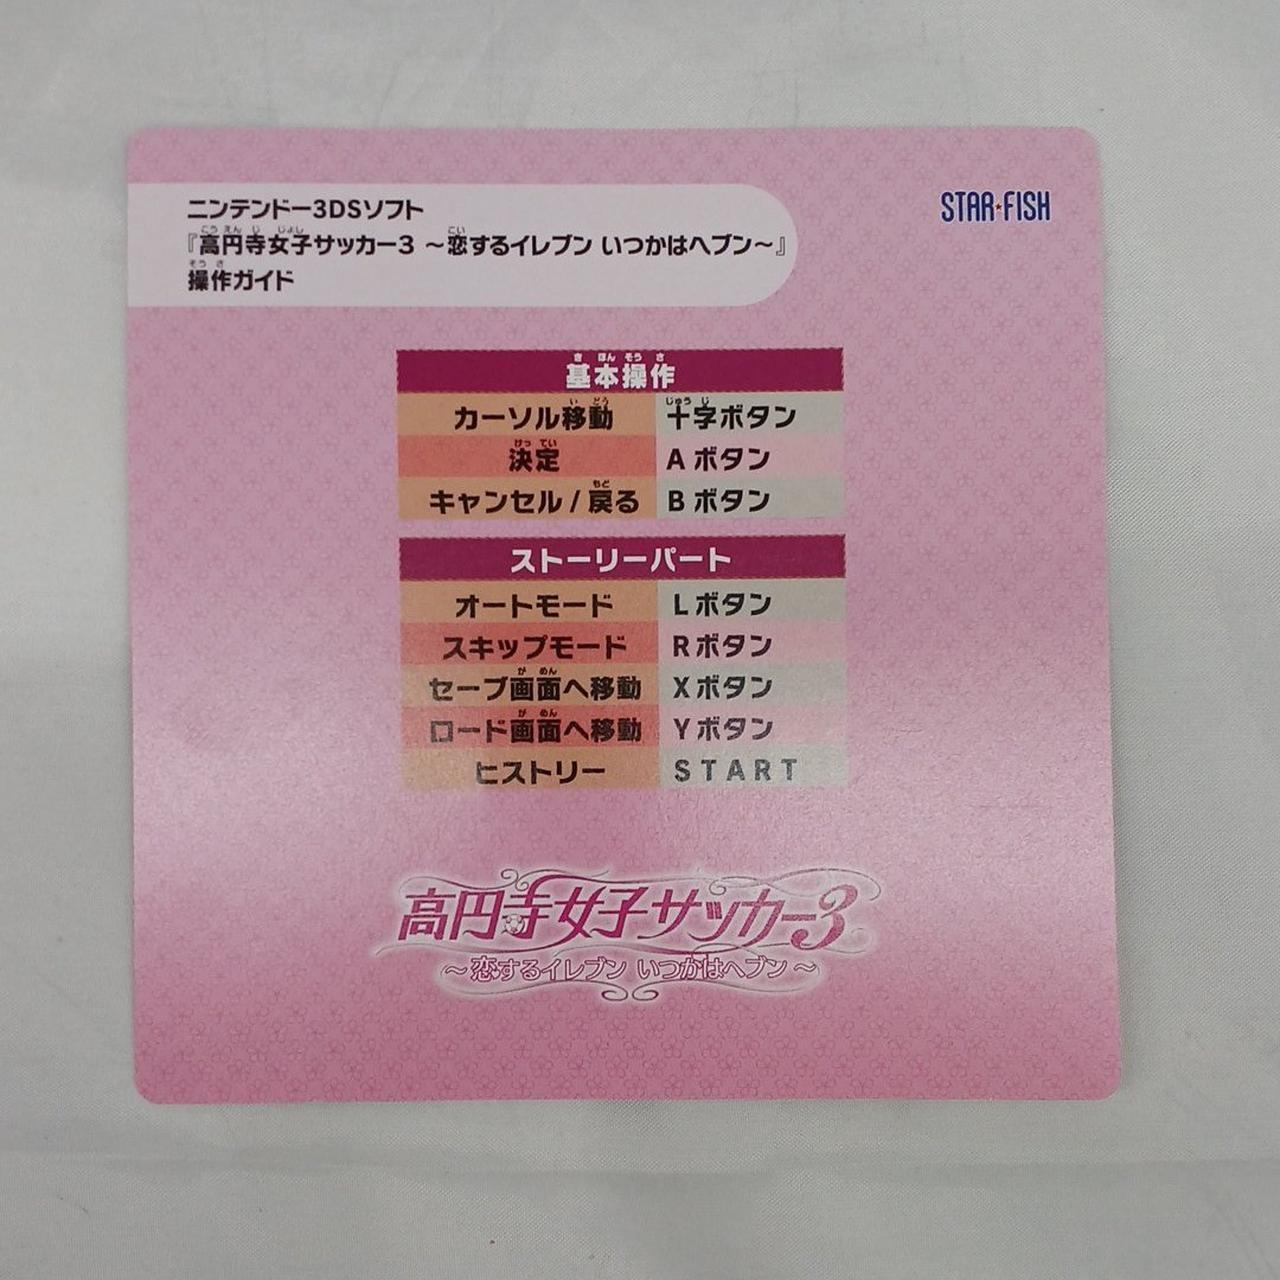 ニンテンドー3DSソフト
『高円寺女子サッカー3 ～恋するイレブン いつかはヘブン～』
操作ガイド
STAR★FISH
基本操作
カーソル移動 十字ボタン
決定 A ボタン
キャンセル / 戻る B ボタン
ストーリーパート
オートモード L ボタン
スキップモード R ボタン
セーブ画面へ移動 X ボタン
ロード画面へ移動 Y ボタン
ヒストリー START
高円寺女子サッカー3
～恋するイレブン いつかはヘブン～